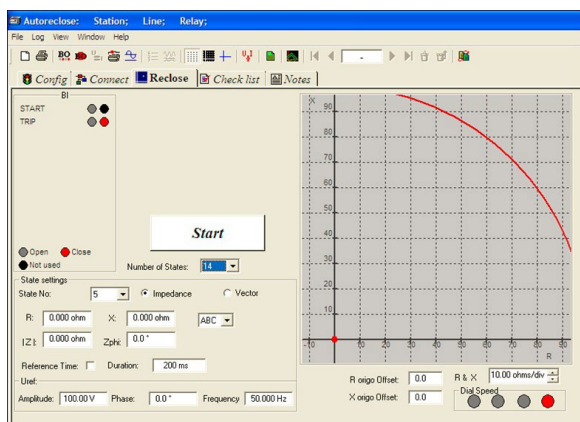 Autoreclose: Station; Line; Relay;
File Log View Window Help
BO
-
Config Connect Reclose Check list Notes
BI
START
TRIP
Open Close
Not used
Start
Number of States: 14
State settings
State No: 5 Impedance Vector
R: 0.000 ohm X: 0.000 ohm ABC
|Z|: 0.000 ohm Zphi: 0.0 °
Reference Time: Duration: 200 ms
Uref:
Amplitude: 100.00 V Phase: 0.0 ° Frequency 50.000 Hz
X
90
80
70
60
50
40
30
20
10
-10 0 10 20 30 40 50 60 70 80 90
R
R origo Offset: 0.0 R & X 10.00 ohms/div
X origo Offset: 0.0
Dial Speed